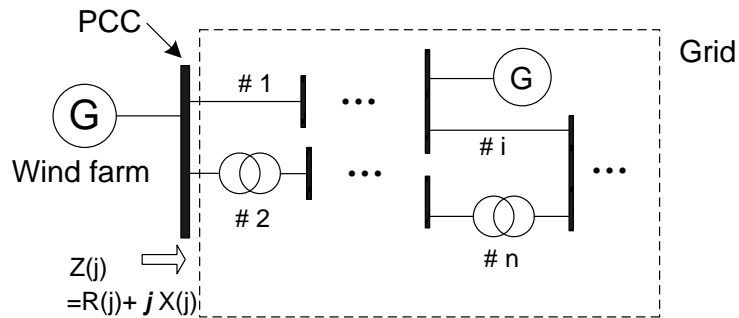 PCC
Grid
# 1
•••
G
G
Wind farm
# i
•••
•••
# 2
# n
Z(j)
=R(j)+ j X(j)